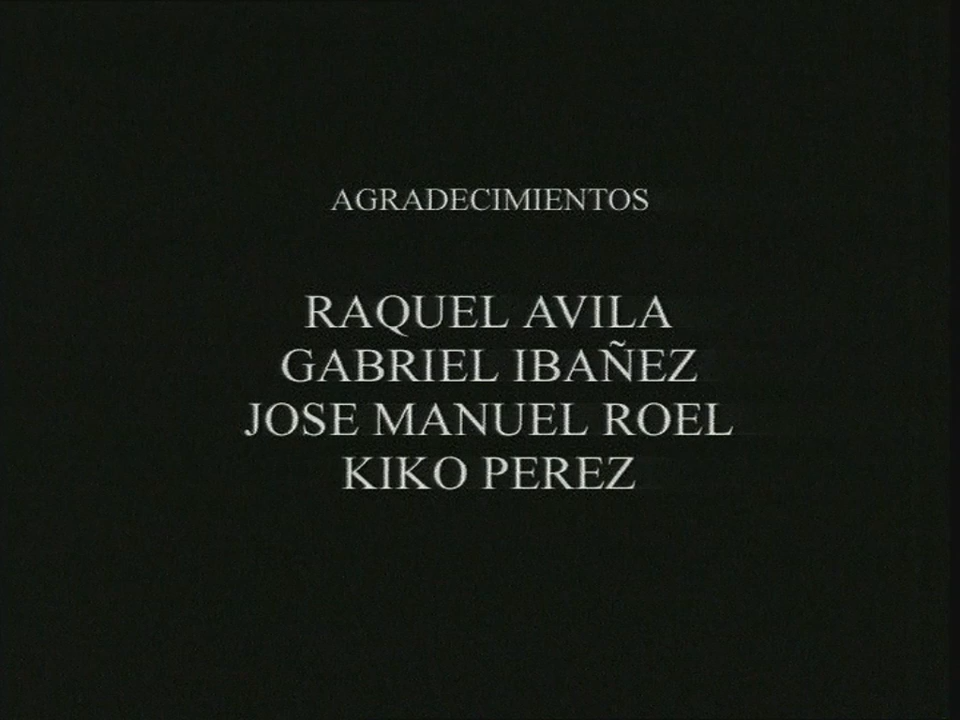 AGRADECIMIENTOS
RAQUEL AVILA
GABRIEL IBAÑEZ
JOSE MANUEL ROEL
KIKO PEREZ